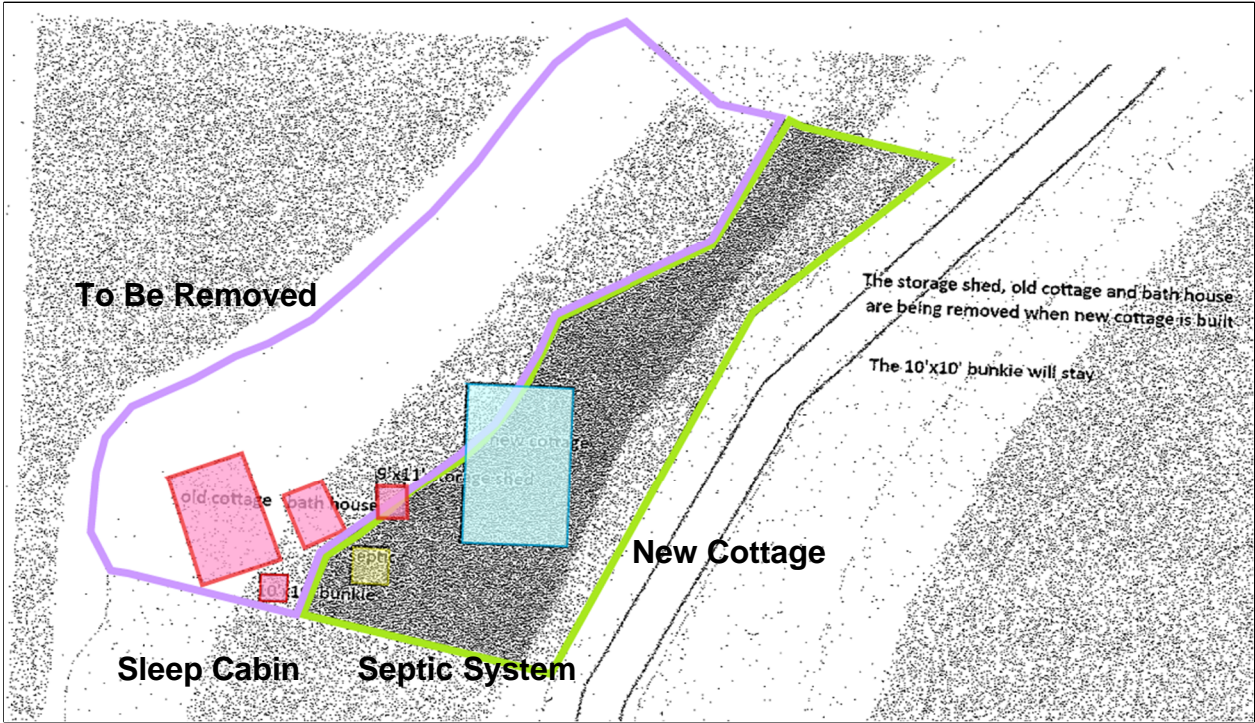 To Be Removed
The storage shed, old cottage and bath house
are being removed when new cottage is built
The 10'x10' bunkie will stay
new cottage
9'x11' storage shed
old cottage
bath house
New Cottage
bunkie
Sleep Cabin
Septic System